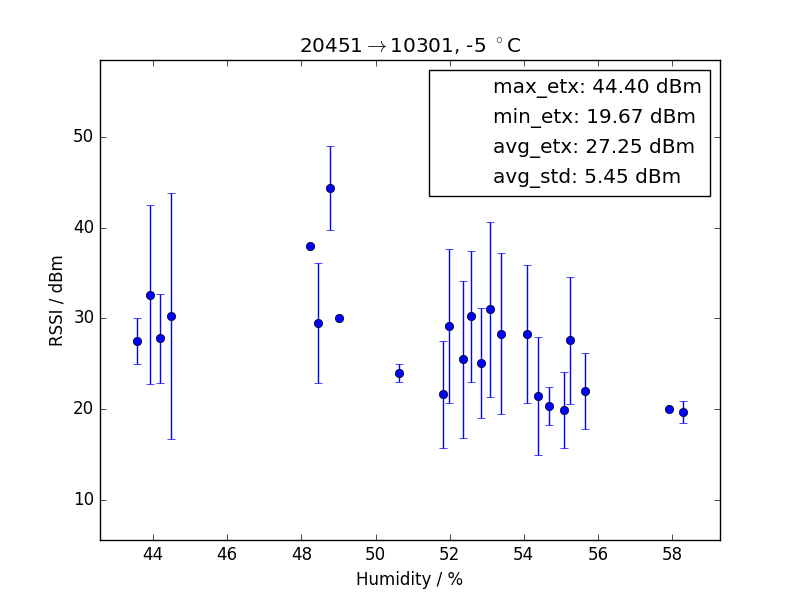 20451→10301, -5 °C
max_etx: 44.40 dBm
min_etx: 19.67 dBm
avg_etx: 27.25 dBm
avg_std: 5.45 dBm
RSSI / dBm
50
40
30
20
10
44 46 48 50 52 54 56 58
Humidity / %